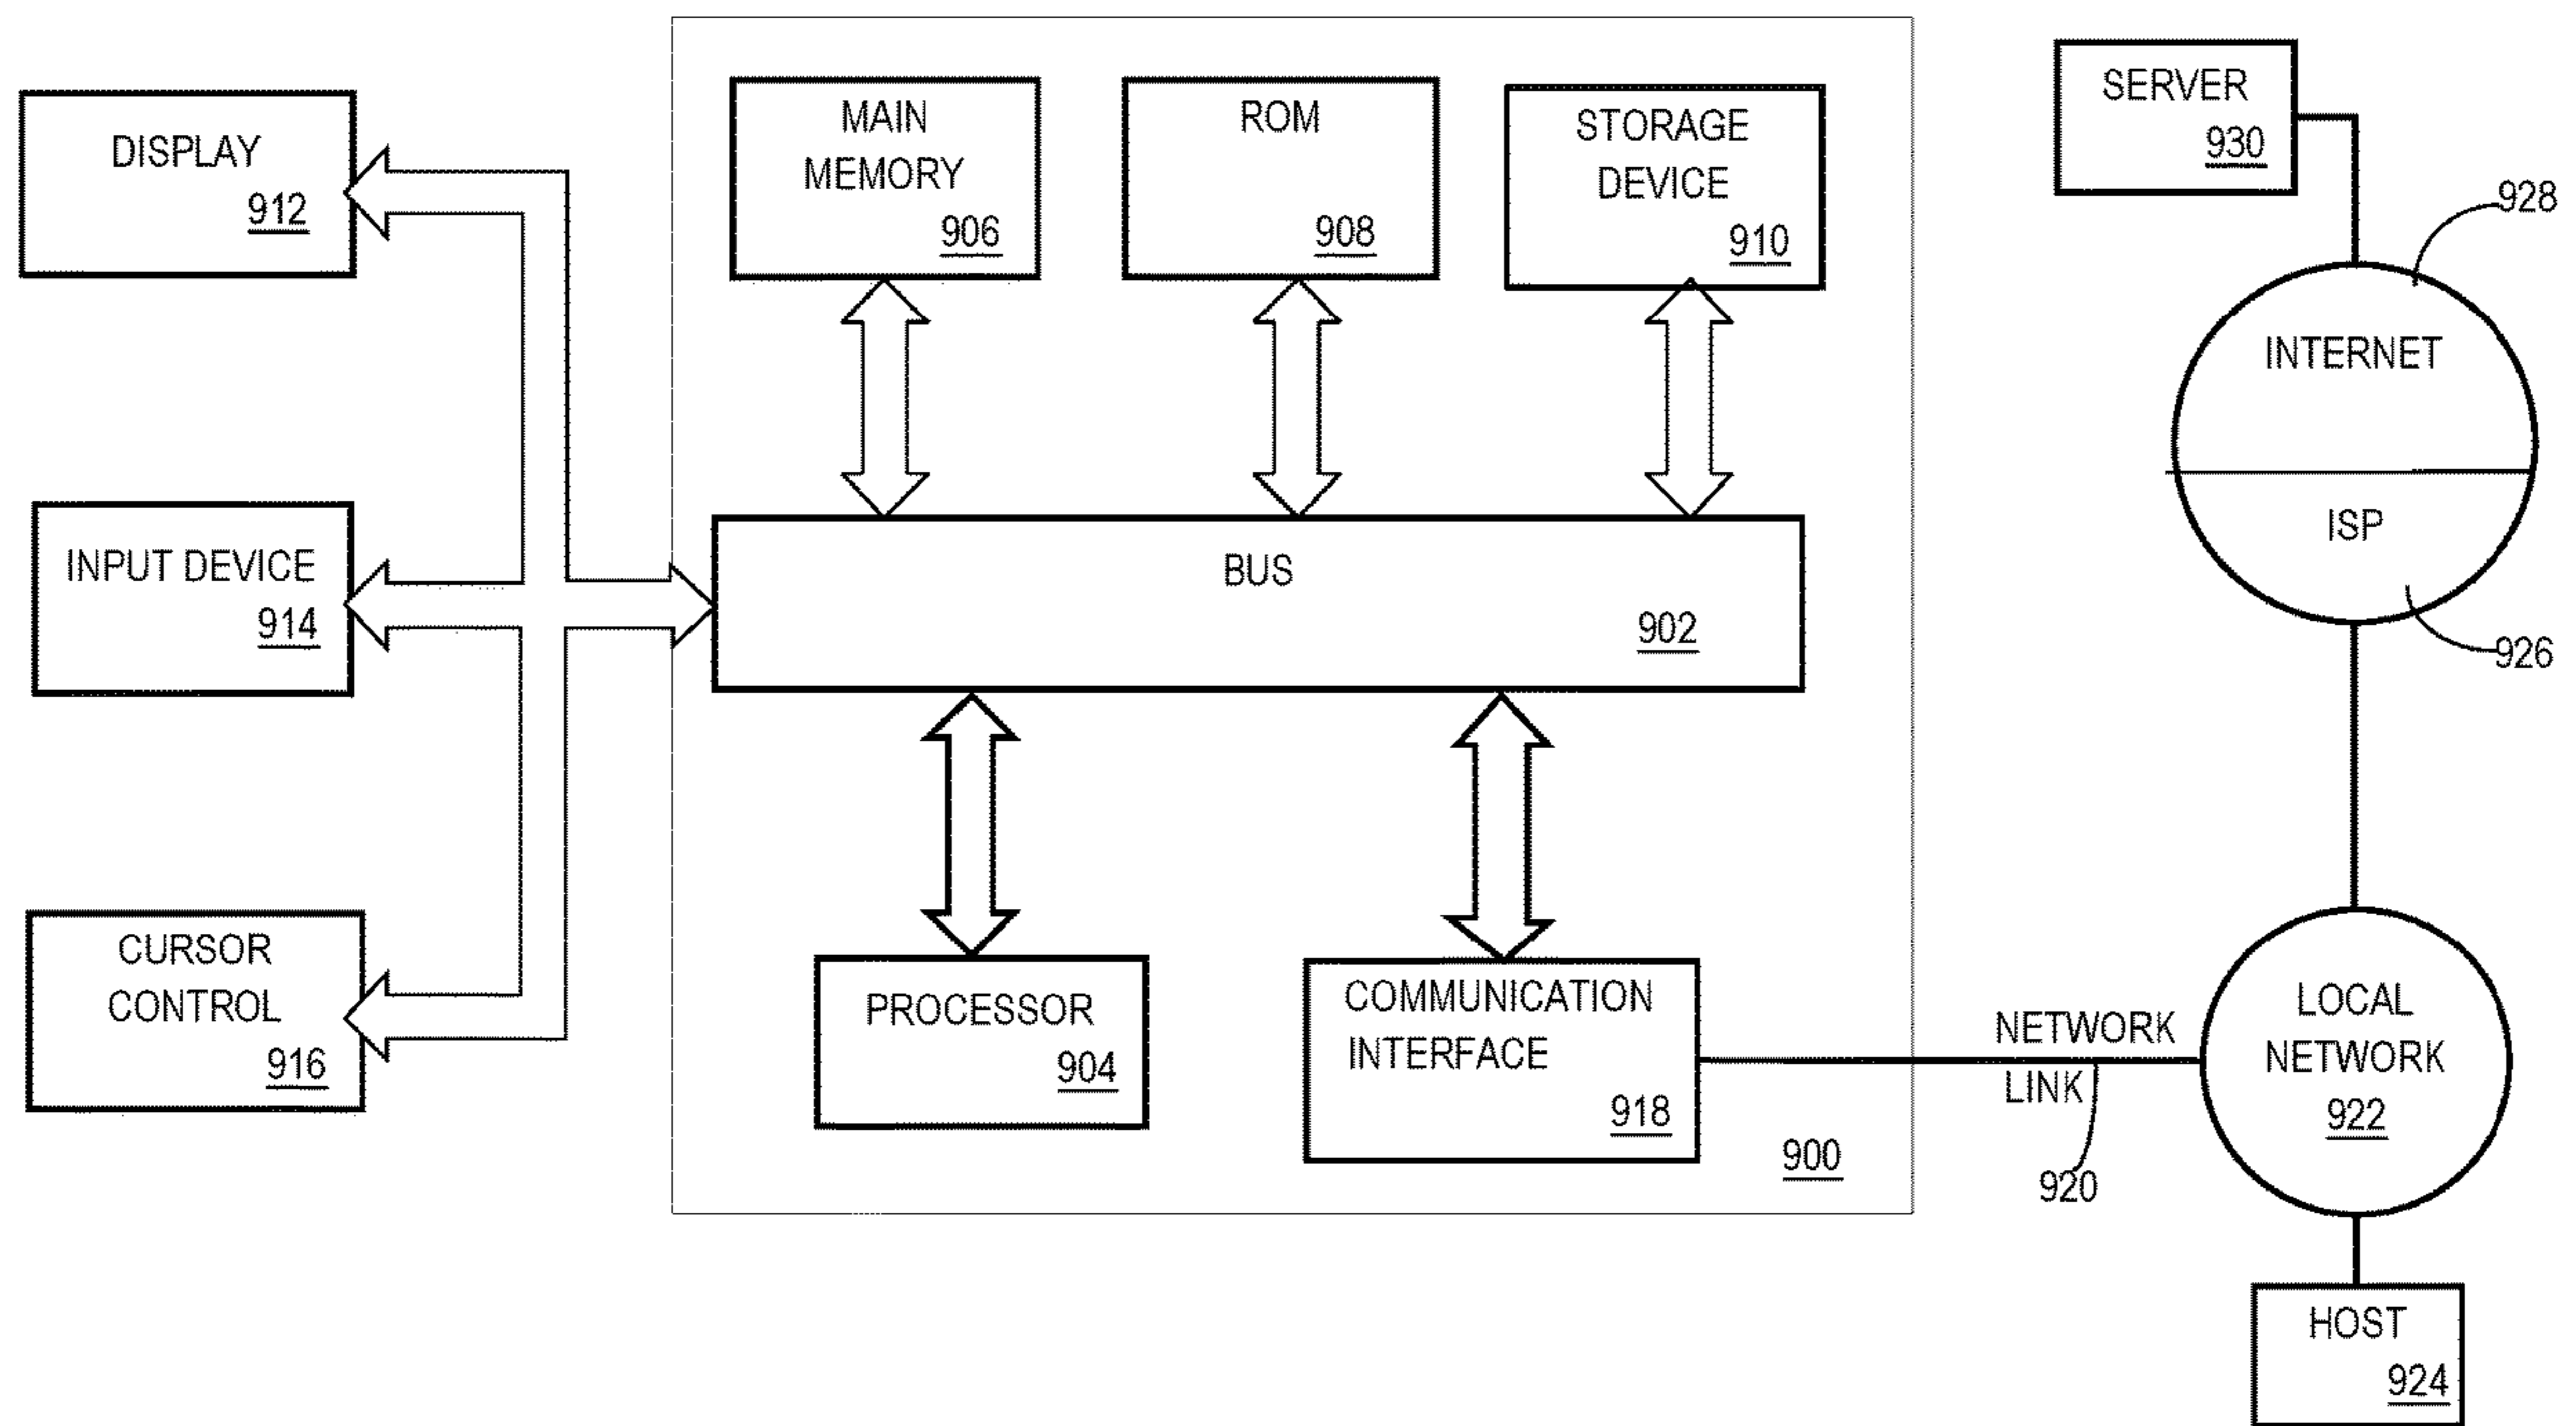 DISPLAY
912
INPUT DEVICE
914
CURSOR
CONTROL
916
MAIN
MEMORY
906
ROM
908
STORAGE
DEVICE
910
BUS
902
PROCESSOR
904
COMMUNICATION
INTERFACE
918
900
SERVER
930
928
INTERNET
ISP
926
NETWORK
LINK
920
LOCAL
NETWORK
922
HOST
924